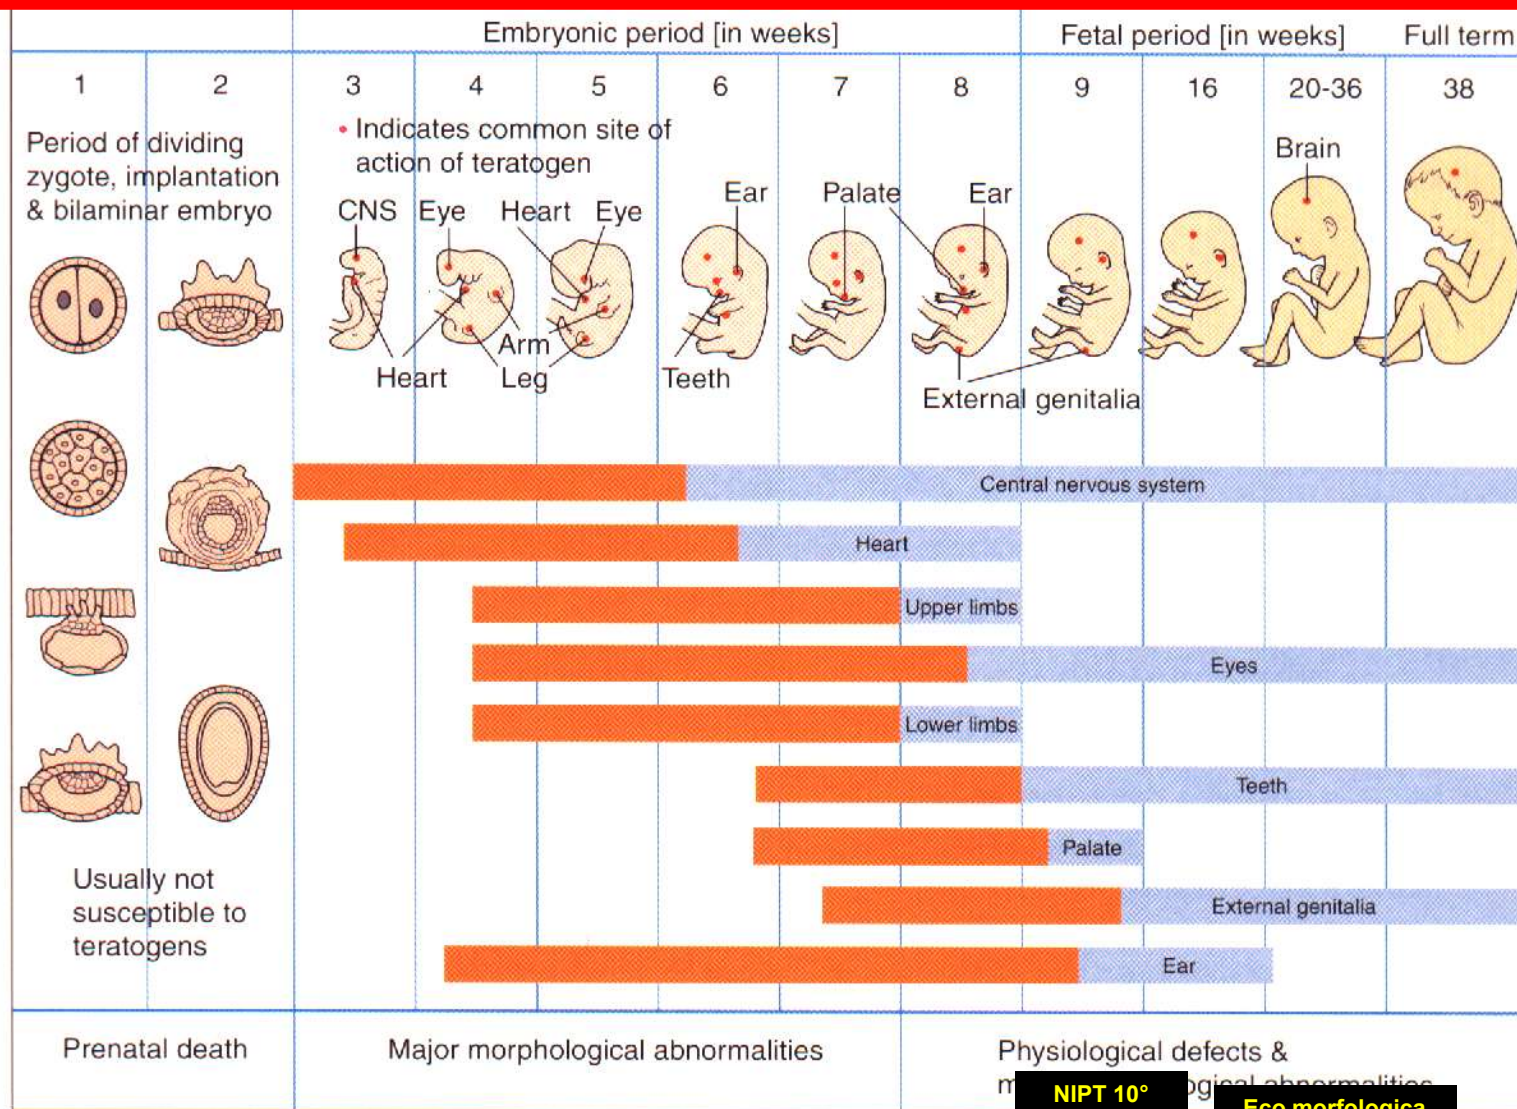 Embryonic period [in weeks]
Fetal period [in weeks]
Full term
1
2
3
4
5
6
7
8
9
16
20-36
38
Period of dividing
zygote, implantation
& bilaminar embryo
• Indicates common site of
action of teratogen
CNS
Eye
Heart
Eye
Ear
Palate
Ear
Brain
Heart
Arm
Leg
Teeth
External genitalia
Central nervous system
Heart
Upper limbs
Eyes
Lower limbs
Teeth
Palate
External genitalia
Ear
Usually not
susceptible to
teratogens
Prenatal death
Major morphological abnormalities
Physiological defects &
abnormalities
NIPT 10°
Eco morfologica